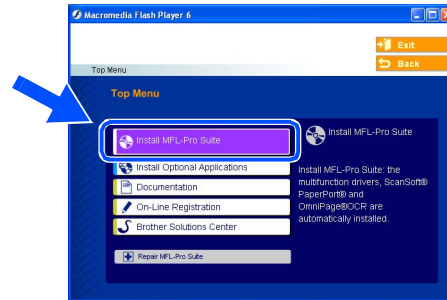 Macromedia Flash Player 6
Exit
Back
Top Menu
Top Menu
Install MFL-Pro Suite
Install Optional Applications
Documentation
On-Line Registration
Brother Solutions Center
Repair MFL-Pro Suite
Install MFL-Pro Suite
Install MFL-Pro Suite: the
multifunction drivers, ScanSoft®
PaperPort® and
OmniPage®OCR are
automatically installed.